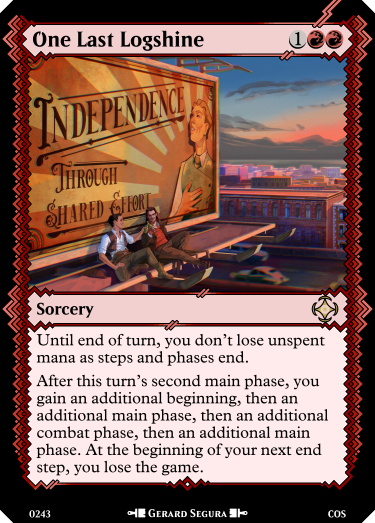 One Last Logshine
1
INDEPENDENCE
THROUGH
SHARED EFFORT
Sorcery
Until end of turn, you don't lose unspent
mana as steps and phases end.
After this turn's second main phase, you
gain an additional beginning, then an
additional main phase, then an additional
combat phase, then an additional main
phase. At the beginning of your next end
step, you lose the game.
0243 GERARD SEGURA COS